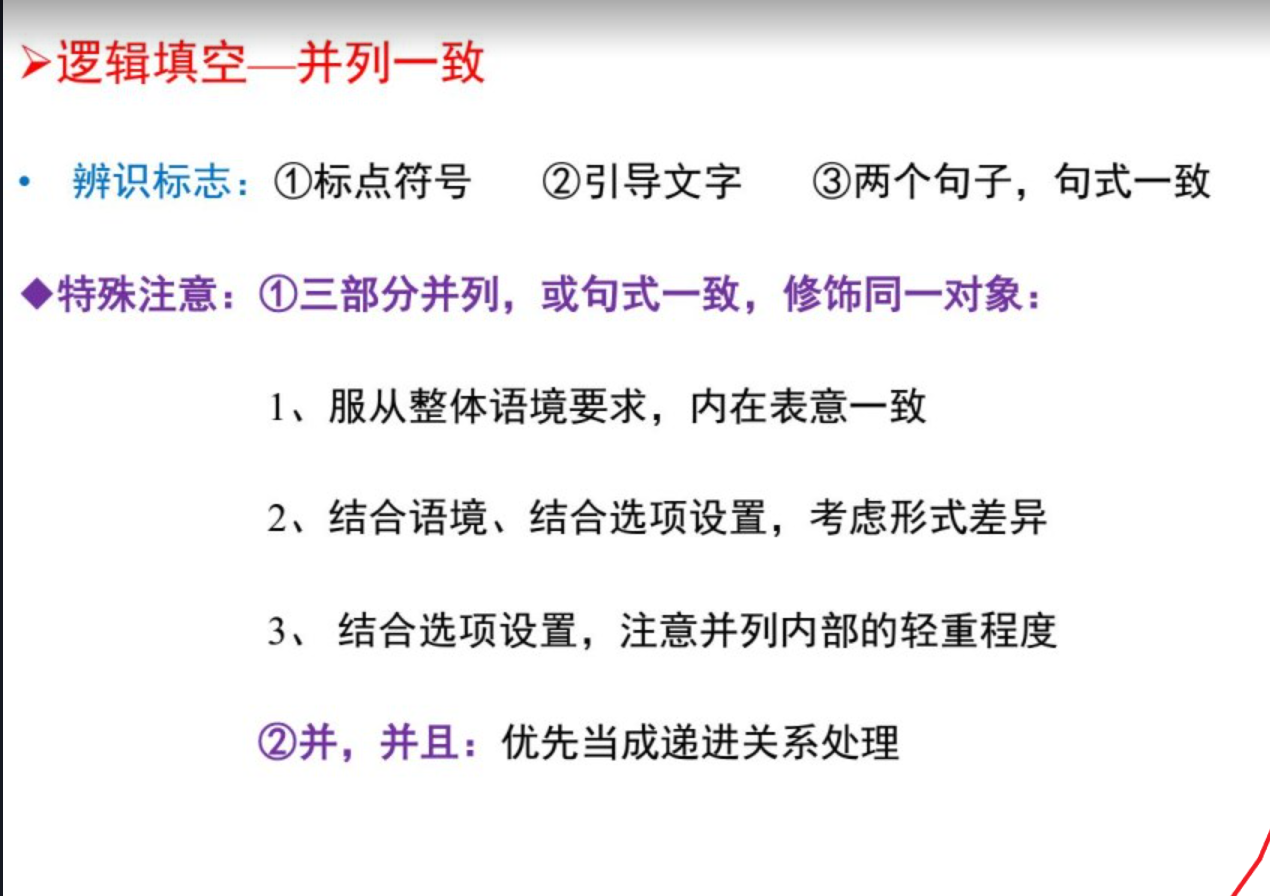 ➢逻辑填空—并列一致
• 辨识标志：①标点符号 ②引导文字 ③两个句子，句式一致
◆特殊注意：①三部分并列，或句式一致，修饰同一对象：
1、服从整体语境要求，内在表意一致
2、结合语境、结合选项设置，考虑形式差异
3、 结合选项设置，注意并列内部的轻重程度
②并，并且：优先当成递进关系处理